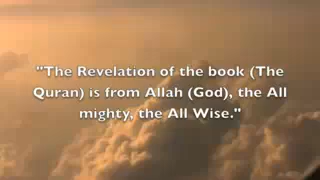 "The Revelation of the book (The
Quran) is from Allah (God), the All
mighty, the All Wise."